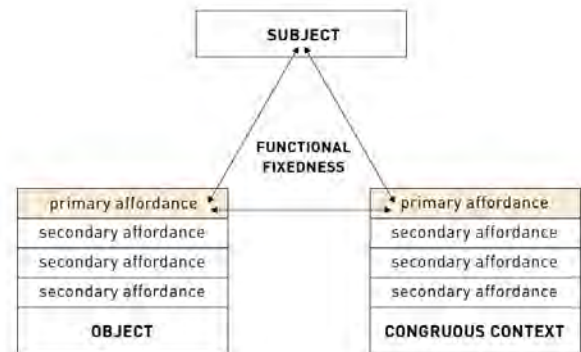 SUBJECT
FUNCTIONAL
FIXEDNESS
primary affordance
secondary affordance
secondary affordance
secondary affordance
OBJECT
primary affordance
secondary affordance
secondary affordance
secondary affordance
CONGRUOUS CONTEXT